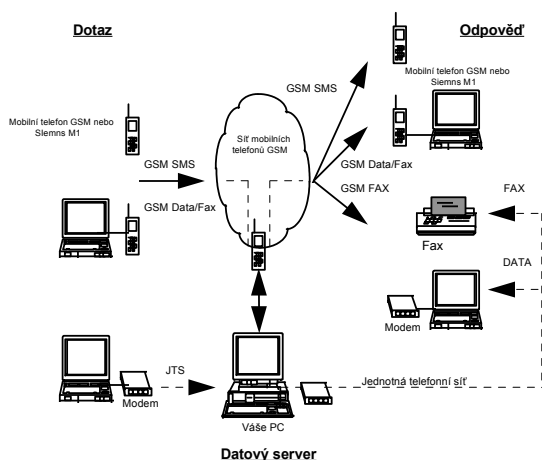 Dotaz
Odpověď
GSM SMS
Mobilní telefon GSM nebo
Siemns M1
Mobilní telefon GSM nebo
Slemns M1
Síť mobilních
telefonů GSM
GSM SMS
GSM Data/Fax
GSM Data/Fax
GSM FAX
FAX
Fax
DATA
Modem
JTS
Modem
Jednotná telefonní síť
Váše PC
Datový server